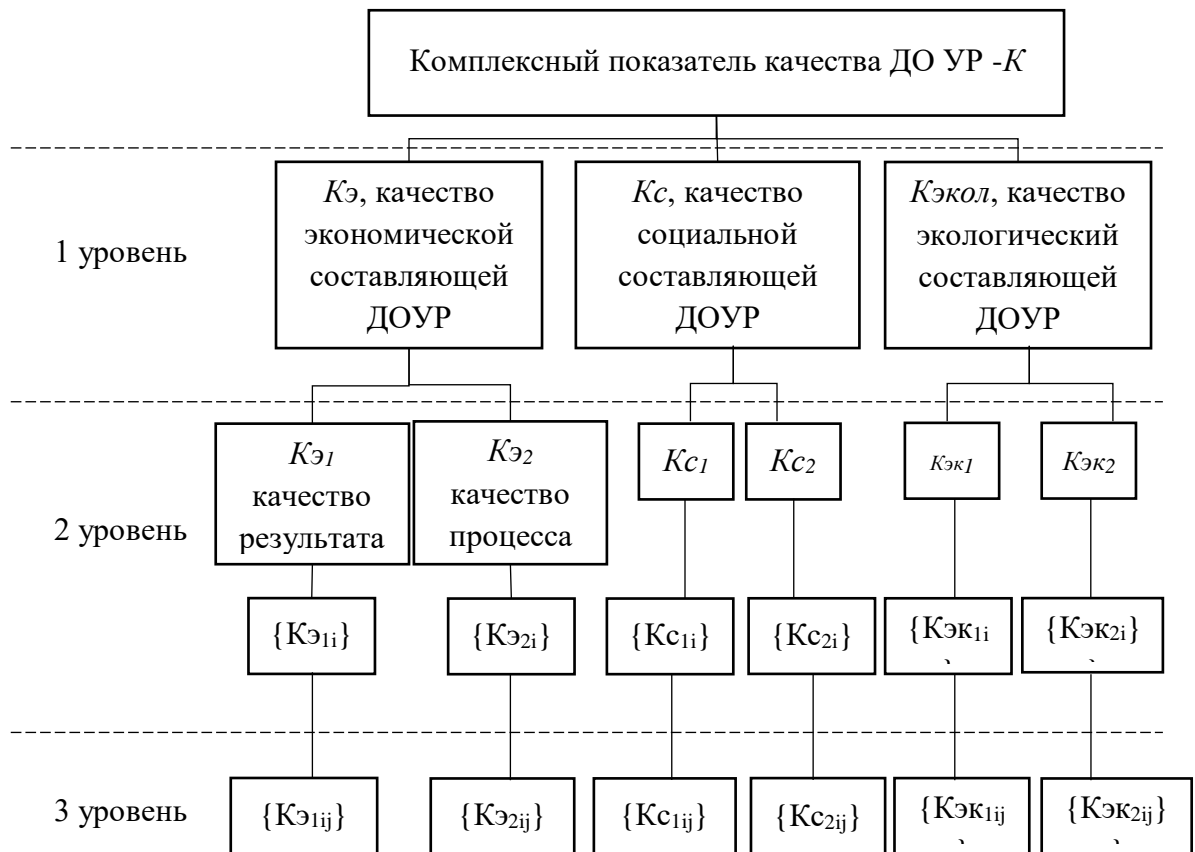 Комплексный показатель качества ДО УР -К
1 уровень
Кэ, качество
экономической
составляющей
ДОУР
Кс, качество
социальной
составляющей
ДОУР
Кэкол, качество
экологический
составляющей
ДОУР
2 уровень
Кэ1
качество
результата
Кэ2
качество
процесса
Кс1
Кс2
Кэк1
Кэк2
{Кэ1i}
{Кэ2i}
{Кс1i}
{Кс2i}
{Кэк1i
{Кэк2i}
3 уровень
{Кэ1ij}
{Кэ2ij}
{Кс1ij}
{Кс2ij}
{Кэк1ij
{Кэк2ij}